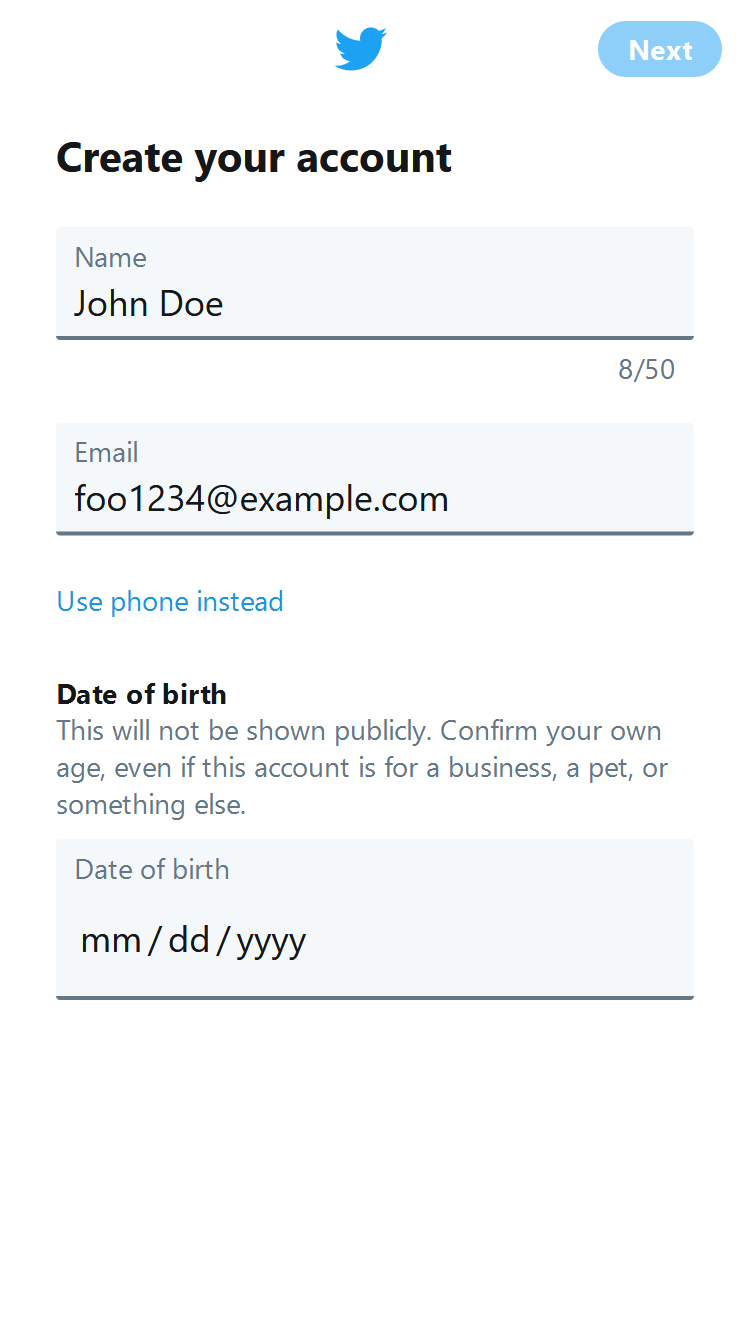 Next
Create your account
Name
John Doe
8/50
Email
foo1234@example.com
Use phone instead
Date of birth
This will not be shown publicly. Confirm your own
age, even if this account is for a business, a pet, or
something else.
Date of birth
mm/dd/yyyy